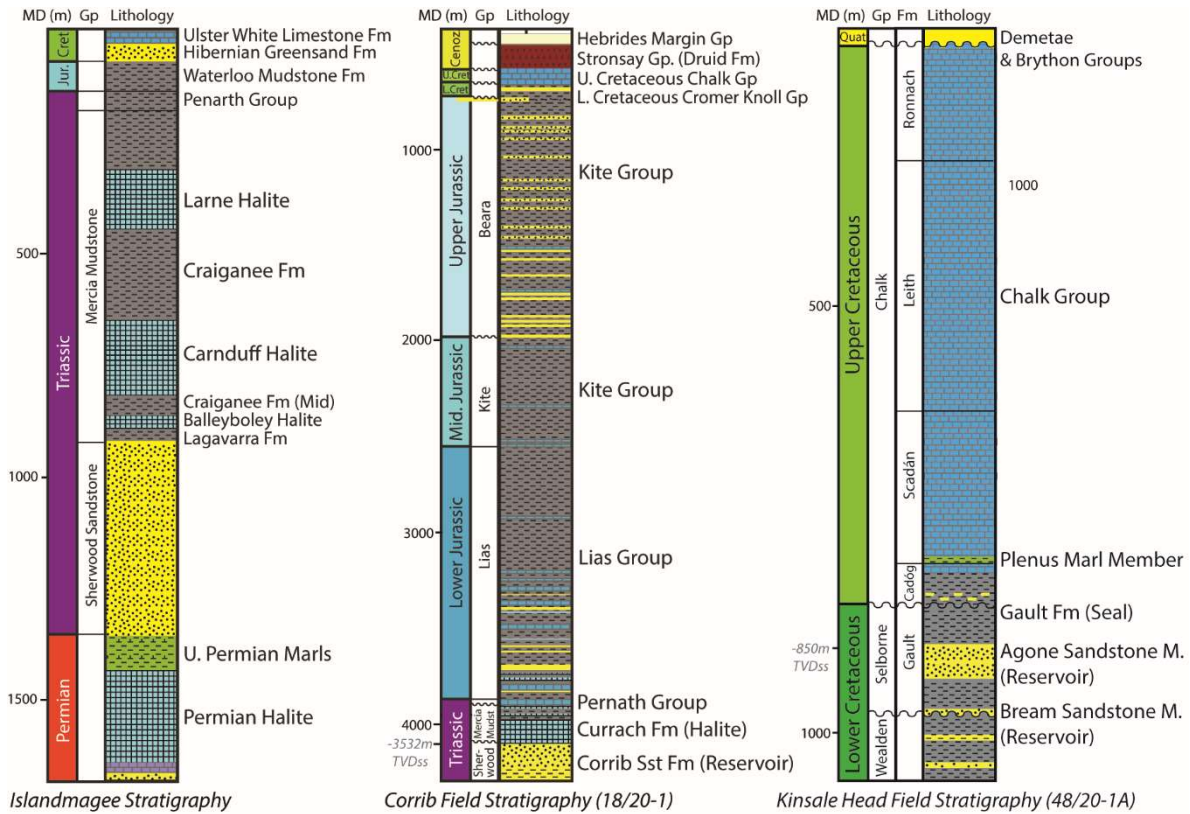 MD (m) Gp Lithology
Cret
Jur.
Triassic
Permian
500
1000
1500
Mercia Mudstone
Sherwood Sandstone
Ulster White Limestone Fm
Hibernian Greensand Fm
Waterloo Mudstone Fm
Penarth Group
Larne Halite
Craiganee Fm
Carnduff Halite
Craiganee Fm (Mid)
Balleyboley Halite
Lagavarra Fm
U. Permian Marls
Permian Halite
Islandmagee Stratigraphy
MD (m) Gp Lithology
Cenoz
U.Cret
L.Cret
Upper Jurassic
Mid. Jurassic
Lower Jurassic
Triassic
1000
2000
3000
4000
-3532m
TVDss
Beara
Kite
Lias
Mercia
Mudst
Sher-
wood
Hebrides Margin Gp
Stronsay Gp. (Druid Fm)
U. Cretaceous Chalk Gp
L. Cretaceous Cromer Knoll Gp
Kite Group
Kite Group
Lias Group
Pernath Group
Currach Fm (Halite)
Corrib Sst Fm (Reservoir)
Corrib Field Stratigraphy (18/20-1)
MD (m) Gp Fm Lithology
Quat
Upper Cretaceous
Lower Cretaceous
500
1000
-850m
TVDss
Chalk
Selborne
Wealden
Ronnach
Leith
Scadán
Cadóg
Gault
Demetae
& Brython Groups
1000
Chalk Group
Plenus Marl Member
Gault Fm (Seal)
Agone Sandstone M.
(Reservoir)
Bream Sandstone M.
(Reservoir)
Kinsale Head Field Stratigraphy (48/20-1A)